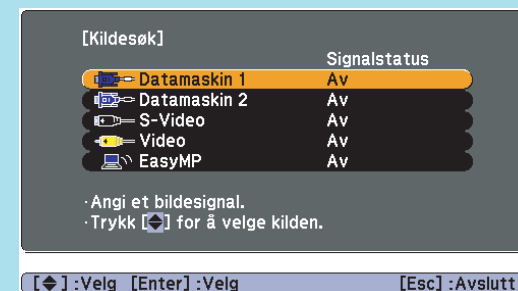 [Kildesøk]
Signalstatus
Datamaskin 1 Av
Datamaskin 2 Av
S-Video Av
Video Av
EasyMP Av
·Angi et bildesignal.
·Trykk [◆] for å velge kilden.
[◆] :Velg [Enter] :Velg [Esc] :Avslutt